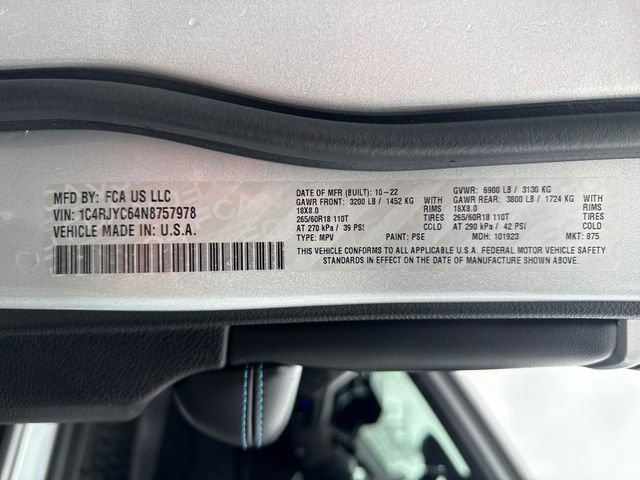 MFD BY: FCA US LLC
VIN: 1C4RJYC64N8757978
VEHICLE MADE IN: U.S.A.
DATE OF MFR (BUILT): 10-22 GVWR: 6900 LB / 3130 KG
GAWR FRONT: 3200 LB / 1452 KG WITH GAWR REAR: 3800 LB / 1724 KG WITH
18X8.0 RIMS 18X8.0 RIMS
265/60R18 110T TIRES 265/60R18 110T TIRES
AT 270 kPa / 39 PSI COLD AT 290 kPa / 42 PSI COLD
TYPE: MPV PAINT: PSE MDH: 101923 MKT: 875
THIS VEHICLE CONFORMS TO ALL APPLICABLE U.S.A. FEDERAL MOTOR VEHICLE SAFETY
STANDARDS IN EFFECT ON THE DATE OF MANUFACTURE SHOWN ABOVE.